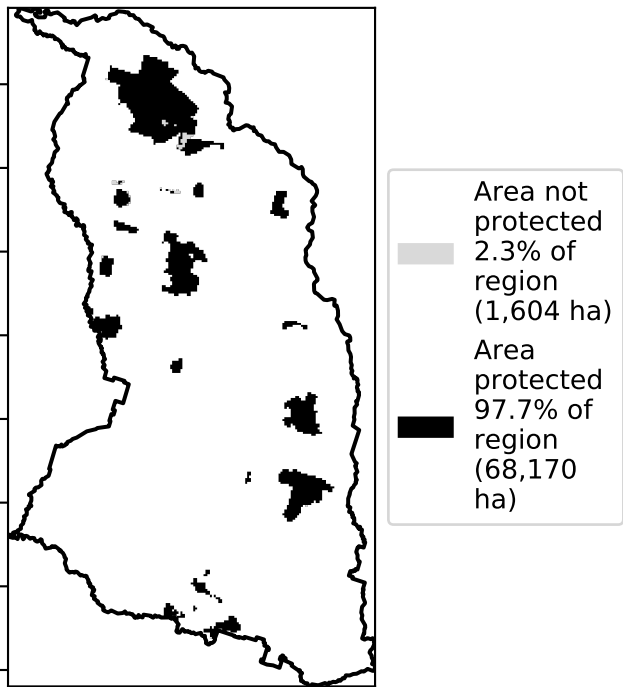 Area not
protected
2.3% of
region
(1,604 ha)
Area
protected
97.7% of
region
(68,170
ha)